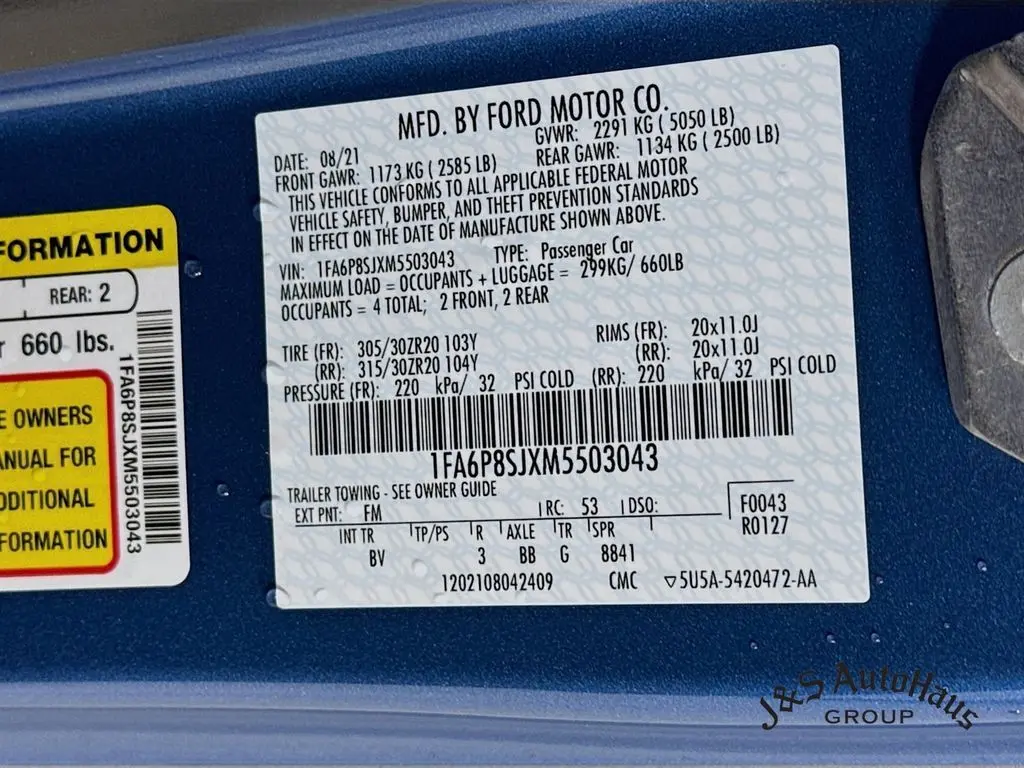 MFD. BY FORD MOTOR CO.
DATE: 08/21
GVWR: 2291 KG ( 5050 LB)
FRONT GAWR: 1173 KG ( 2585 LB)
REAR GAWR: 1134 KG ( 2500 LB)
THIS VEHICLE CONFORMS TO ALL APPLICABLE FEDERAL MOTOR
VEHICLE SAFETY, BUMPER, AND THEFT PREVENTION STANDARDS
IN EFFECT ON THE DATE OF MANUFACTURE SHOWN ABOVE.
VIN: 1FA6P8SJXM5503043 TYPE: Passenger Car
MAXIMUM LOAD = OCCUPANTS + LUGGAGE = 299KG/ 660LB
OCCUPANTS = 4 TOTAL; 2 FRONT, 2 REAR
TIRE (FR): 305/30ZR20 103Y RIMS (FR): 20x11.0J
(RR): 315/30ZR20 104Y (RR): 20x11.0J
PRESSURE (FR): 220 kPa/ 32 PSI COLD (RR): 220 kPa/ 32 PSI COLD
1FA6P8SJXM5503043
TRAILER TOWING - SEE OWNER GUIDE
EXT PNT: FM RC: 53 DSO: F0043
R0127
INT TR TP/PS R AXLE TR SPR
BV 3 BB G 8841
1202108042409 CMC ▽5U5A-5420472-AA
FORMATION
REAR: 2
r 660 lbs.
E OWNERS
ANUAL FOR
DDITIONAL
FORMATION
1FA6P8SJXM5503043
J&S AutoHaus
GROUP